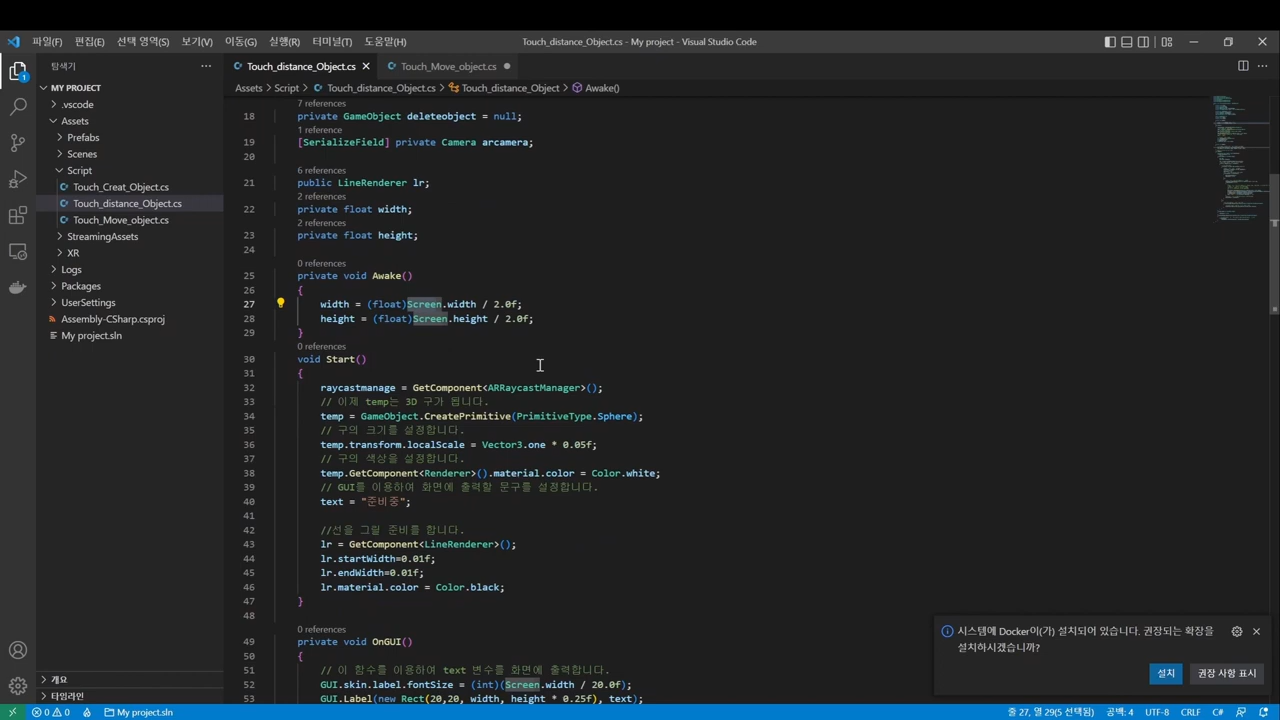 파일(F) 편집(E) 선택 영역(S) 보기(V) 이동(G) 실행(R) 터미널(T) 도움말(H) Touch_distance_Object.cs - My project - Visual Studio Code
탐색기
Touch_distance_Object.cs
Touch_Move_object.cs
Assets > Script > Touch_distance_Object.cs > Touch_distance_Object > Awake()
MY PROJECT
.vscode
Assets
Prefabs
Scenes
Script
Touch_Creat_Object.cs
Touch_distance_Object.cs
Touch_Move_object.cs
StreamingAssets
XR
Logs
Packages
UserSettings
Assembly-CSharp.csproj
My project.sln
개요
타임라인
7 references
18 private GameObject deleteobject = null;
1 reference
19 [SerializeField] private Camera arcamera;
20
6 references
21 public LineRenderer lr;
2 references
22 private float width;
2 references
23 private float height;
24
0 references
25 private void Awake()
26 {
27 width = (float)Screen.width / 2.0f;
28 height = (float)Screen.height / 2.0f;
29 }
0 references
30 void Start()
31 {
32 raycastmanage = GetComponent<ARRaycastManager>();
33 // 이제 temp는 3D 구가 됩니다.
34 temp = GameObject.CreatePrimitive(PrimitiveType.Sphere);
35 // 구의 크기를 설정합니다.
36 temp.transform.localScale = Vector3.one * 0.05f;
37 // 구의 색상을 설정합니다.
38 temp.GetComponent<Renderer>().material.color = Color.white;
39 // GUI를 이용하여 화면에 출력할 문구를 설정합니다.
40 text = "준비중";
41
42 //선을 그릴 준비를 합니다.
43 lr = GetComponent<LineRenderer>();
44 lr.startWidth=0.01f;
45 lr.endWidth=0.01f;
46 lr.material.color = Color.black;
47 }
48
0 references
49 private void OnGUI()
50 {
51 // 이 함수를 이용하여 text 변수를 화면에 출력합니다.
52 GUI.skin.label.fontSize = (int)(Screen.width / 20.0f);
53 GUI.Label(new Rect(20,20, width, height * 0.25f), text);
시스템에 Docker이(가) 설치되어 있습니다. 권장되는 확장을
설치하시겠습니까?
설치 권장 사항 표시
0 0 My project.sln 줄 27, 열 29(5 선택됨) 공백: 4 UTF-8 CRLF C#